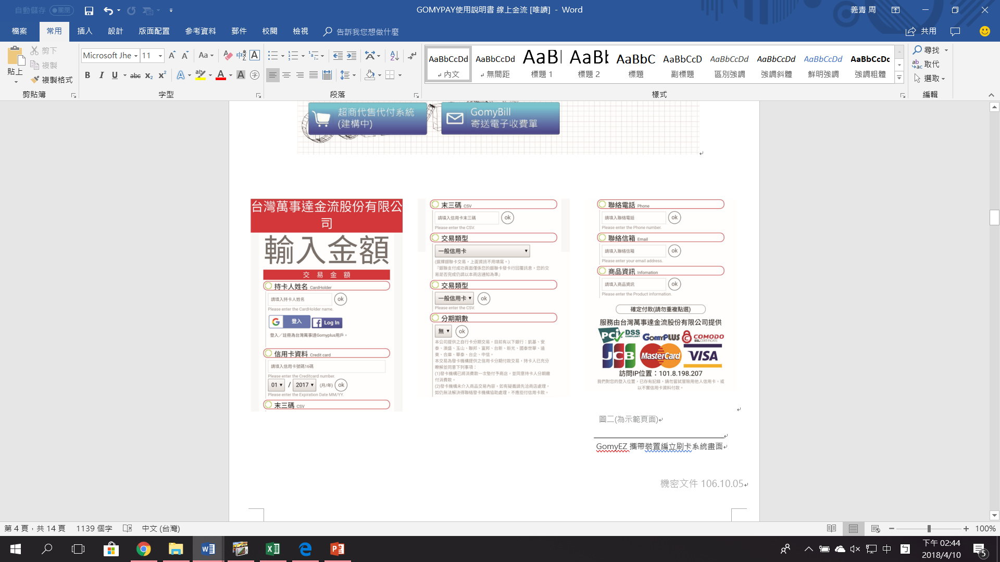 自動儲存 關閉
GOMYPAY使用說明書 線上金流 [唯讀] - Word
義青 周
檔案 常用 插入 設計 版面配置 參考資料 郵件 校閱 檢視 告訴我您想做什麼 共用
貼上 剪下 複製 複製格式
Microsoft Jhe 11
AaBbCcDd AaBbCcDd AaBl AaBb AaBbC AaBbCcD AaBbCcDd AaBbCcDd AaBbCcDd AaBbCcDc
內文 無間距 標題 1 標題 2 標題 副標題 區別強調 強調斜體 鮮明強調 強調粗體
尋找 取代 選取
剪貼簿 字型 段落 樣式 編輯
超商代售代付系統
(建構中)
GomyBill
寄送電子收費單
台灣萬事達金流股份有限公
司
輸入金額
交易金額
持卡人姓名 CardHolder
請填入持卡人姓名 ok
Please enter the CardHolder name.
登入 Log In
登入／註冊為台灣萬事達Gomyplus用戶。
信用卡資料 Credit card
請填入信用卡號碼16碼
Please enter the Creditcard number.
01 / 2017 (月/年) ok
Please enter the Expiration Date MM/YY.
末三碼 CSV
末三碼 CSV
請填入信用卡末三碼 ok
Please enter the CSV.
交易類型
一般信用卡
(選擇銀聯卡交易，上面資訊不用填寫。)
『銀聯支付成功頁面僅係您的銀聯卡發卡行回覆訊息，您的交
易是否完成仍請以本商店通知為準』
交易類型
一般信用卡 ok
Please enter the CSV.
分期期數
無 ok
本公司提供之自行卡分期交易，目前有以下銀行：凱基、安
泰、澳盛、玉山、聯邦、富邦、台新、新光、國泰世華、遠
東、合庫、華泰、台企、中信。
本交易為發卡機構提供之信用卡分期付款交易，持卡人已充分
瞭解並同意下列事項：
(1)發卡機構已將消費款一次墊付予商店，並同意持卡人分期繳
付消費款。
(2)發卡機構未介入商品交易內容，如有疑義請先洽商店處理，
如仍無法解決得聯絡發卡機構協助處理，不應拒付信用卡款。
聯絡電話 Phone
請填入聯絡電話 ok
Please enter the Phone number.
聯絡信箱 Email
請填入聯絡信箱 ok
Please enter your email address.
商品資訊 Infomation
請填入商品資訊 ok
Please enter the Product information.
確定付款(請勿重複點選)
服務由台灣萬事達金流股份有限公司提供
PCI DSS COMPLIANT GOMYPLUS COMODO SSL CERTIFICATE
JCB MasterCard VISA
訪問IP位置：101.8.198.207
我們對您的登入位置，已存有記錄，請勿嘗試冒險用他人信用卡，或
以不實信用卡資料付款。
圖二(為示範頁面)
GomyEZ 攜帶裝置編立刷卡系統畫面
機密文件 106.10.05
第 4 頁，共 14 頁 1139 個字 中文 (台灣) 100%
中 下午 02:44
2018/4/10 5